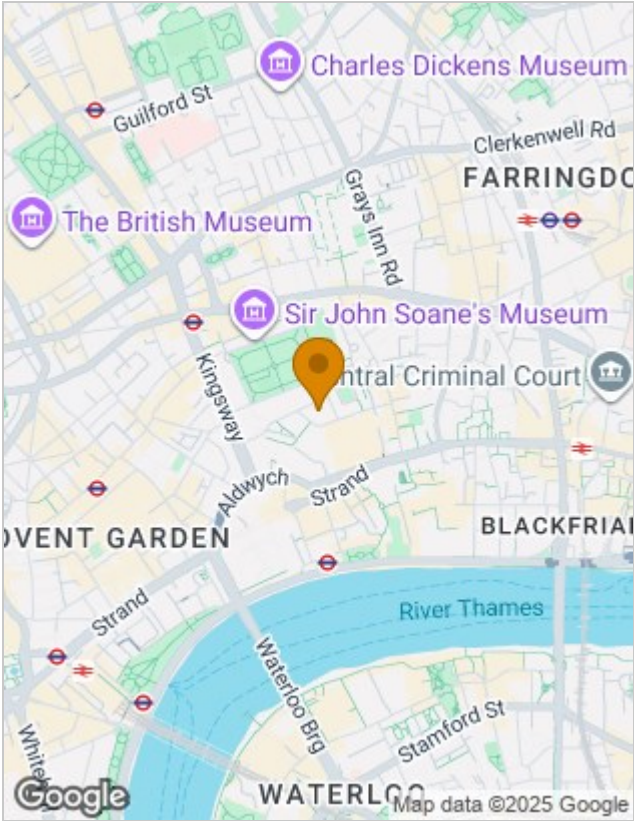 Charles Dickens Museum
Guilford St
Clerkenwell Rd
FARRINGDO
Grays Inn Rd
The British Museum
Sir John Soane's Museum
Kingsway
ntral Criminal Court
Aldwych
Strand
OVENT GARDEN
BLACKFRIA
River Thames
Strand
Waterloo Brg
Stamford St
Whiteh
WATERLOO
Google
Map data ©2025 Google